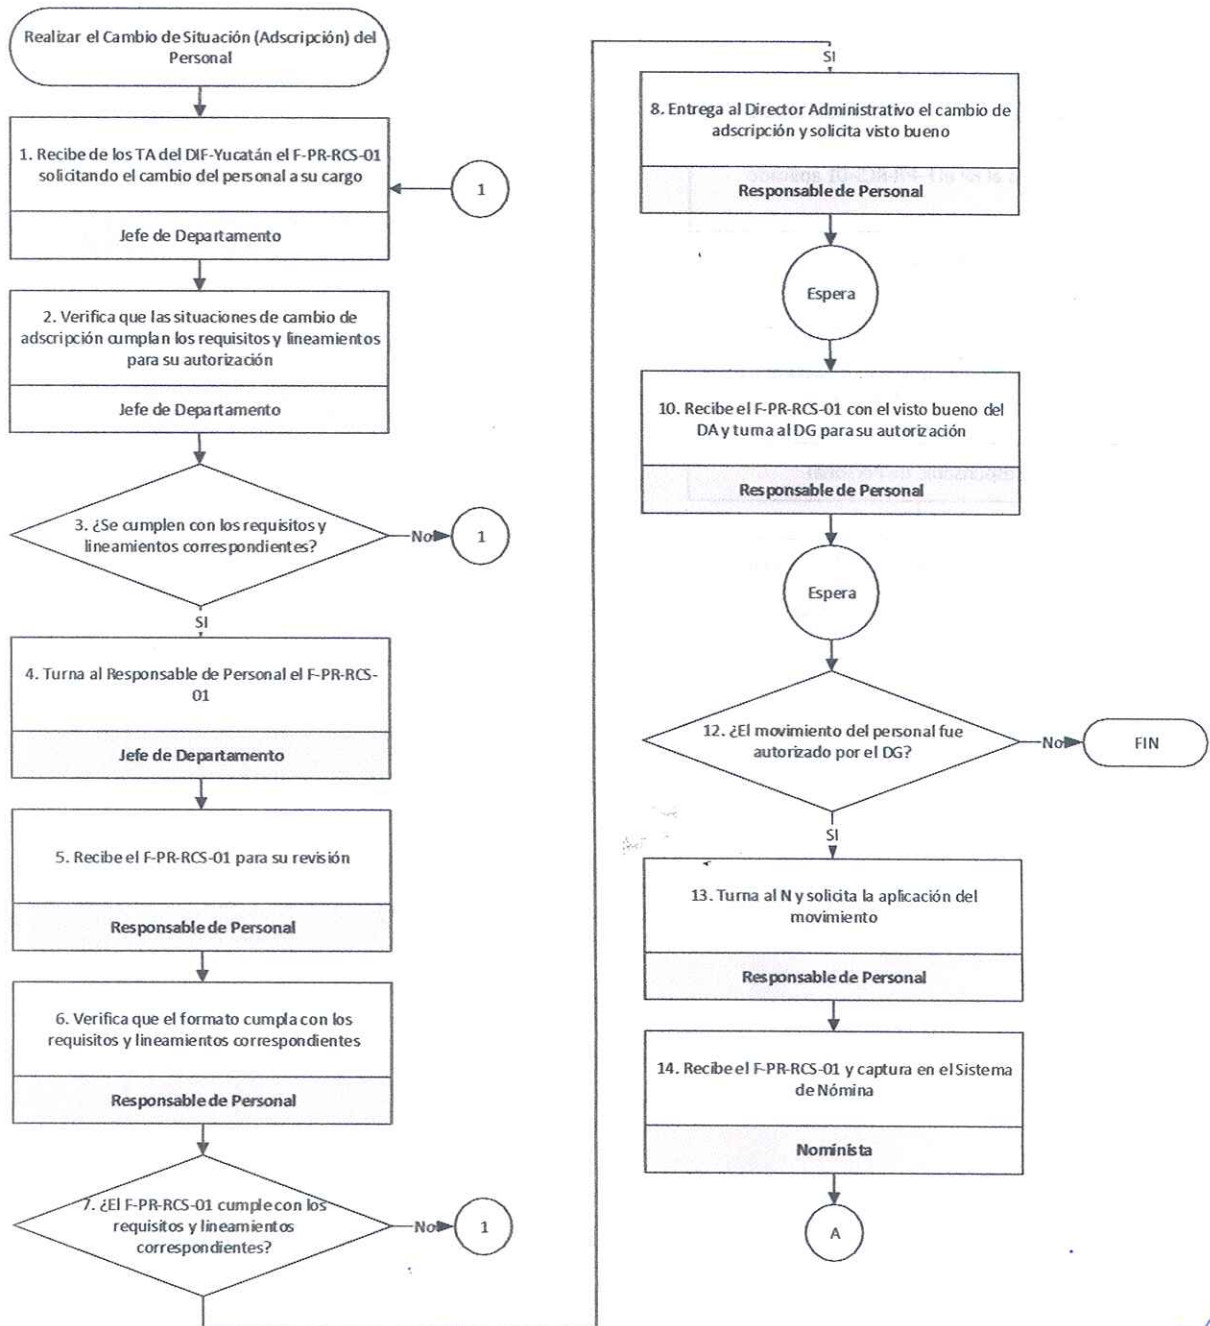 Realizar el Cambio de Situación (Adscripción) del
Personal
1. Recibe de los TA del DIF-Yucatán el F-PR-RCS-01
solicitando el cambio del personal a su cargo
1
Jefe de Departamento
2. Verifica que las situaciones de cambio de
adscripción cumplan los requisitos y lineamientos
para su autorización
Jefe de Departamento
3. ¿Se cumplen con los requisitos y
lineamientos correspondientes?
No
1
SI
4. Turna al Responsable de Personal el F-PR-RCS-
01
Jefe de Departamento
5. Recibe el F-PR-RCS-01 para su revisión
Responsable de Personal
6. Verifica que el formato cumpla con los
requisitos y lineamientos correspondientes
Responsable de Personal
7. ¿El F-PR-RCS-01 cumple con los
requisitos y lineamientos
correspondientes?
No
1
SI
8. Entrega al Director Administrativo el cambio de
adscripción y solicita visto bueno
Responsable de Personal
Espera
10. Recibe el F-PR-RCS-01 con el visto bueno del
DA y turna al DG para su autorización
Responsable de Personal
Espera
12. ¿El movimiento del personal fue
autorizado por el DG?
No
FIN
SI
13. Turna al N y solicita la aplicación del
movimiento
Responsable de Personal
14. Recibe el F-PR-RCS-01 y captura en el Sistema
de Nómina
Nominista
A